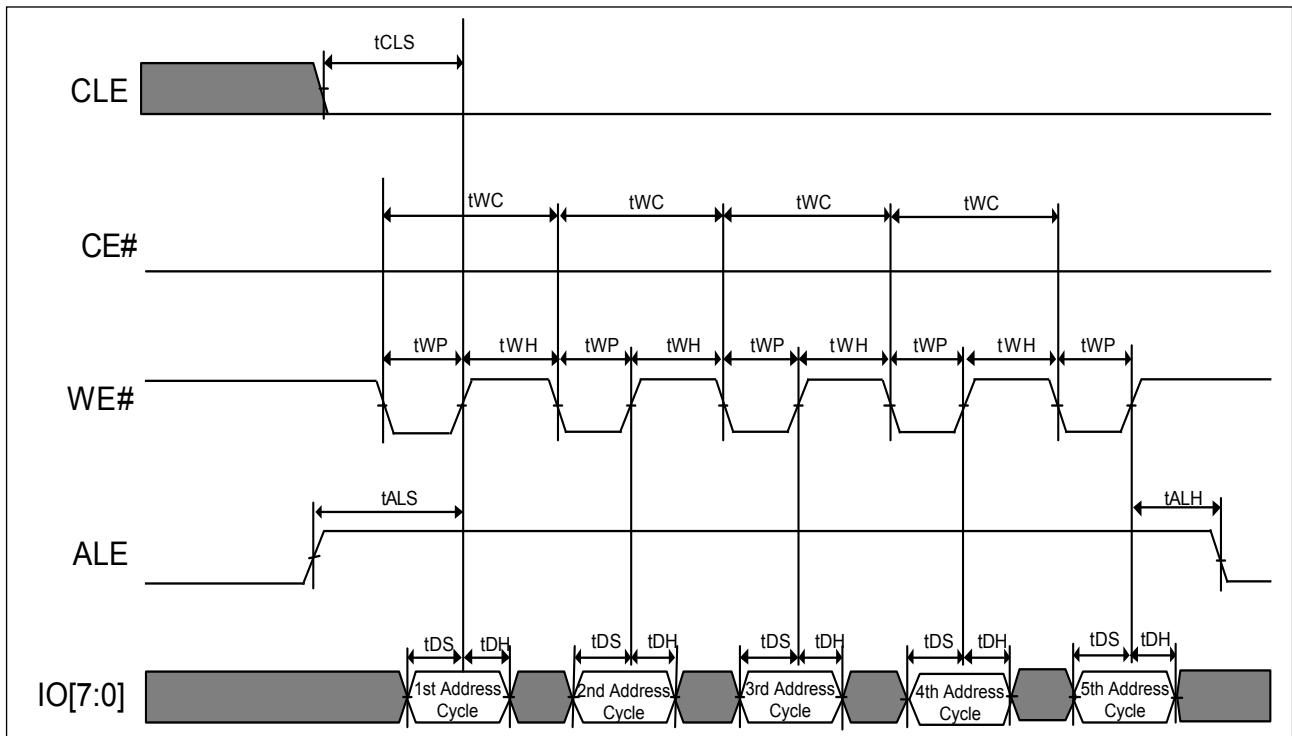 tCLS
CLE
tWC tWC tWC tWC
CE#
tWP tWH tWP tWH tWP tWH tWP tWH tWP
WE#
tALS tALH
ALE
tDS tDH tDS tDH tDS tDH tDS tDH tDS tDH
IO[7:0]
1st Address Cycle
2nd Address Cycle
3rd Address Cycle
4th Address Cycle
5th Address Cycle